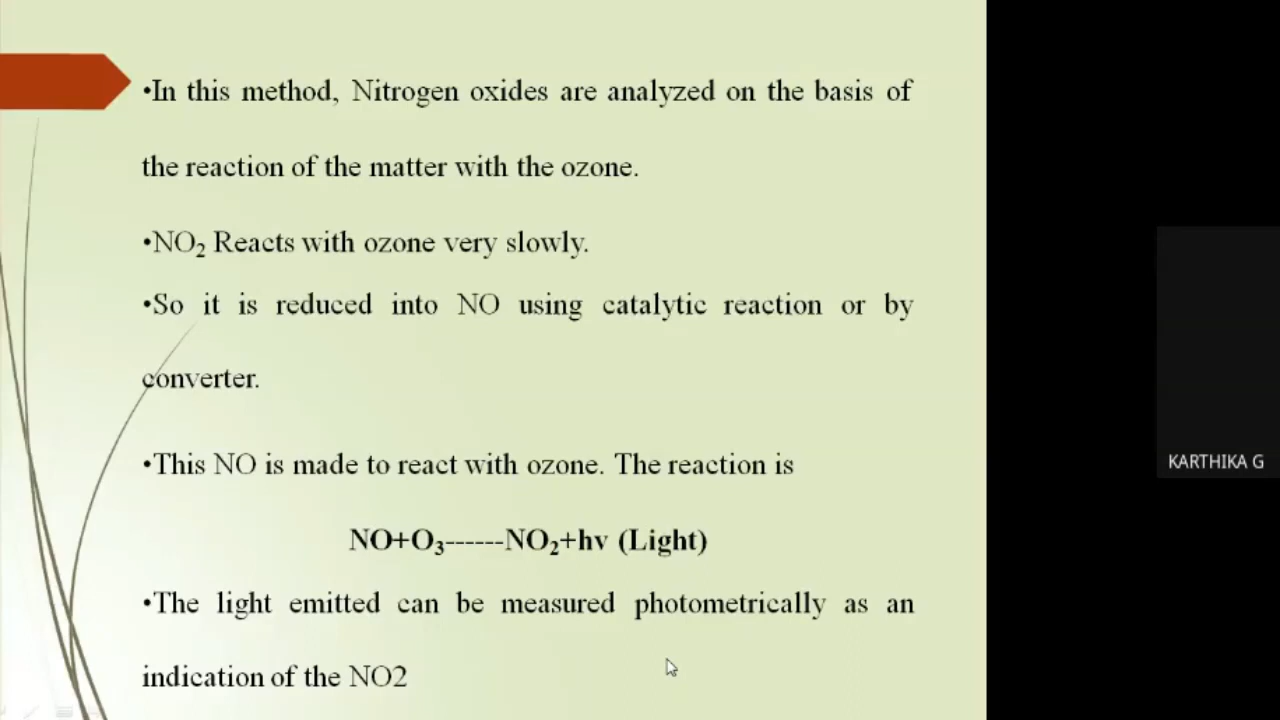 •In this method, Nitrogen oxides are analyzed on the basis of
the reaction of the matter with the ozone.
•NO₂ Reacts with ozone very slowly.
•So it is reduced into NO using catalytic reaction or by
converter.
•This NO is made to react with ozone. The reaction is
NO+O₃------NO₂+hv (Light)
•The light emitted can be measured photometrically as an
indication of the NO2
KARTHIKA G